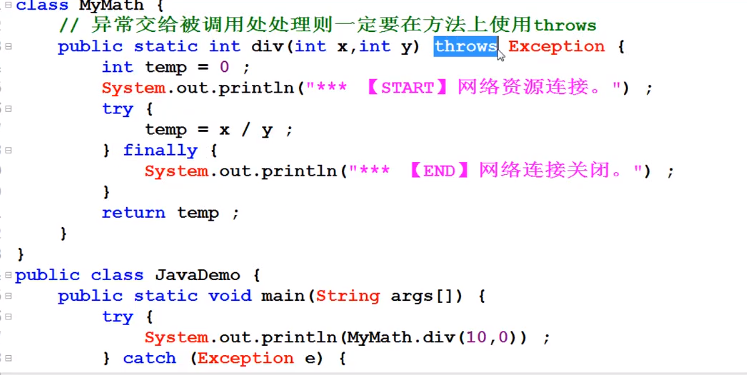 class MyMath {
// 异常交给被调用处处理则一定要在方法上使用throws
public static int div(int x,int y) throws Exception {
int temp = 0 ;
System.out.println("*** 【START】网络资源连接。") ;
try {
temp = x / y ;
} finally {
System.out.println("*** 【END】网络连接关闭。") ;
}
return temp ;
}
}
public class JavaDemo {
public static void main(String args[]) {
try {
System.out.println(MyMath.div(10,0)) ;
} catch (Exception e) {